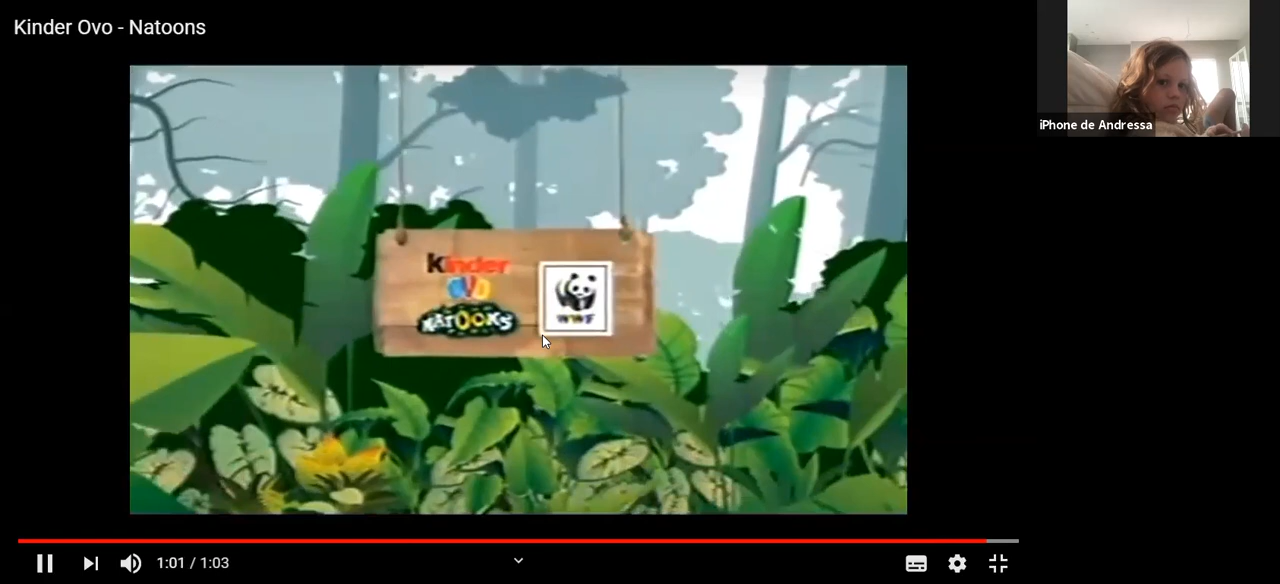 Kinder Ovo - Natoons
iPhone de Andressa
kinder
OVO
NATOONS
WWF
1:01 / 1:03